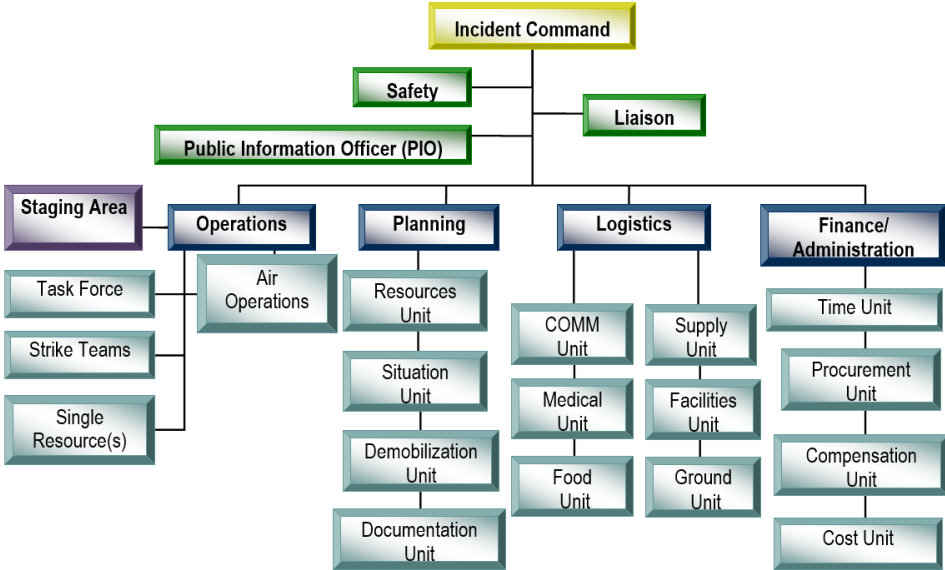 Incident Command
Safety
Liaison
Public Information Officer (PIO)
Staging Area
Operations
Planning
Logistics
Finance/
Administration
Air
Operations
Task Force
Strike Teams
Single
Resource(s)
Resources
Unit
Situation
Unit
Demobilization
Unit
Documentation
Unit
COMM
Unit
Medical
Unit
Food
Unit
Supply
Unit
Facilities
Unit
Ground
Unit
Time Unit
Procurement
Unit
Compensation
Unit
Cost Unit